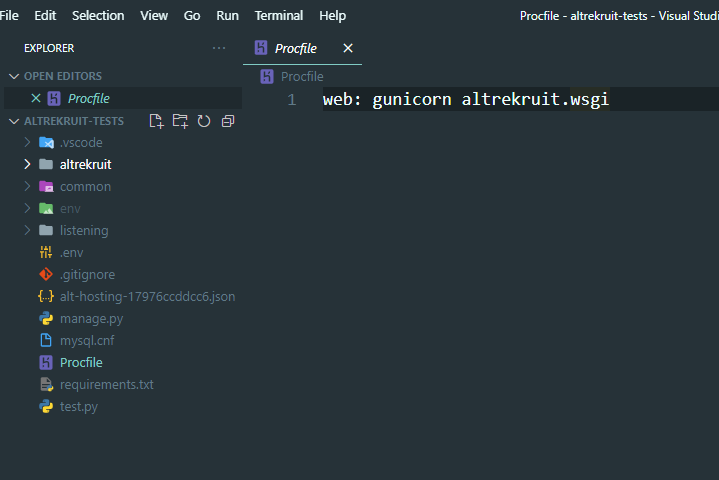 File Edit Selection View Go Run Terminal Help Procfile - altrekruit-tests - Visual Studi
EXPLORER
OPEN EDITORS
Procfile
ALTREKRUIT-TESTS
.vscode
altrekruit
common
env
listening
.env
.gitignore
alt-hosting-17976ccddcc6.json
manage.py
mysql.cnf
Procfile
requirements.txt
test.py
Procfile
Procfile
1 web: gunicorn altrekruit.wsgi